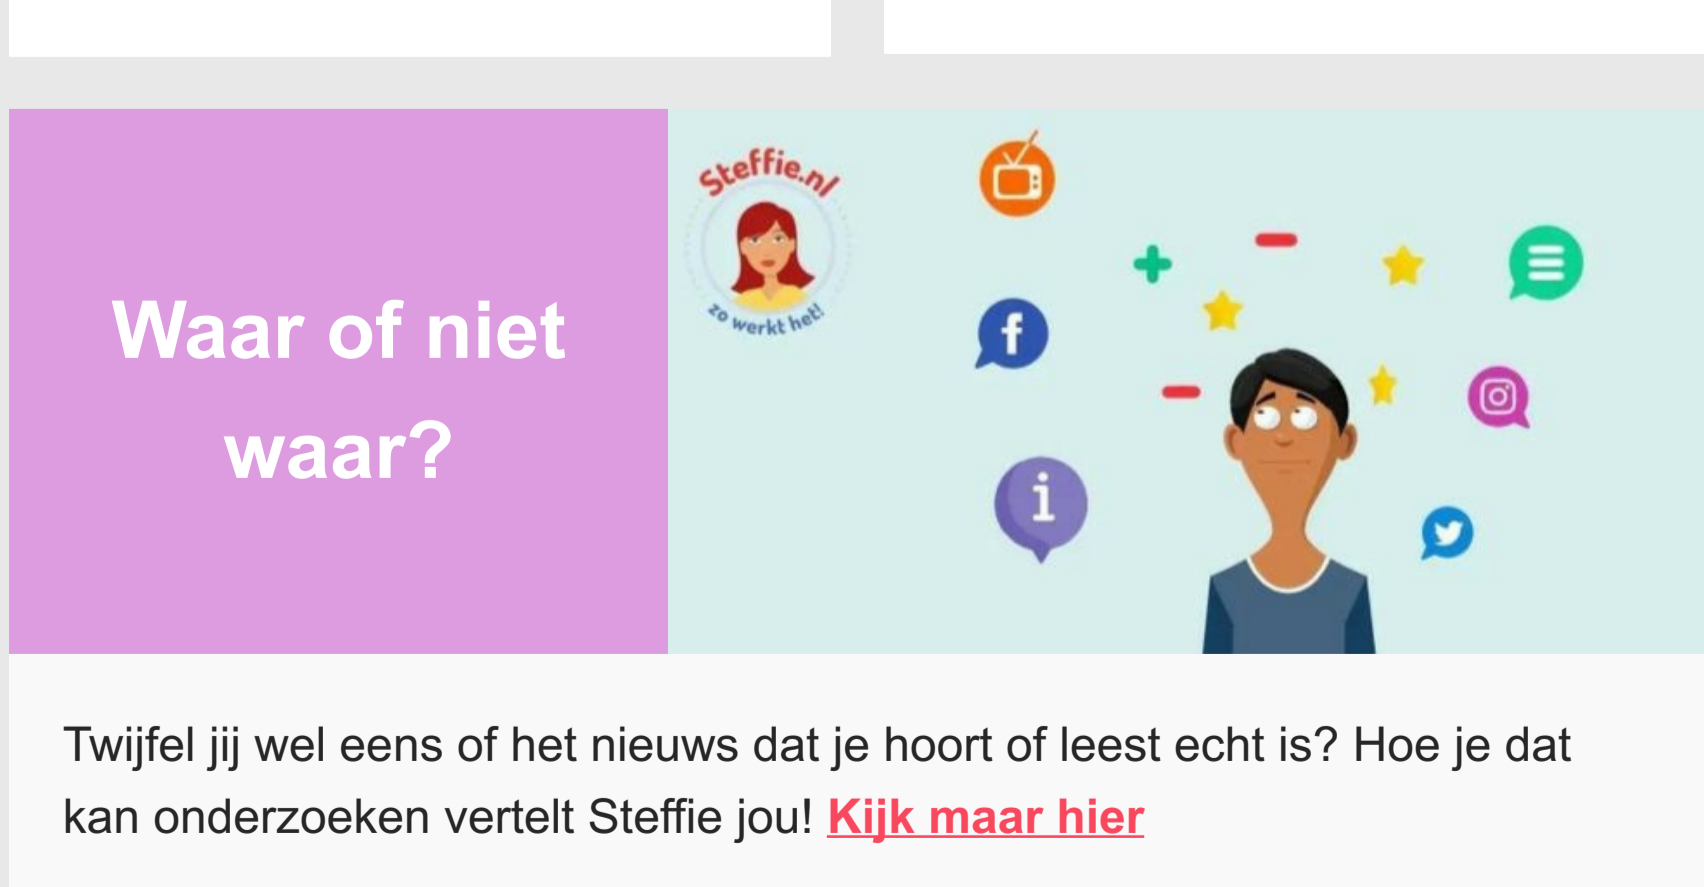 Waar of niet
waar?
Steffie.nl
zo werkt het!
f
i
Twijfel jij wel eens of het nieuws dat je hoort of leest echt is? Hoe je dat
kan onderzoeken vertelt Steffie jou! Kijk maar hier